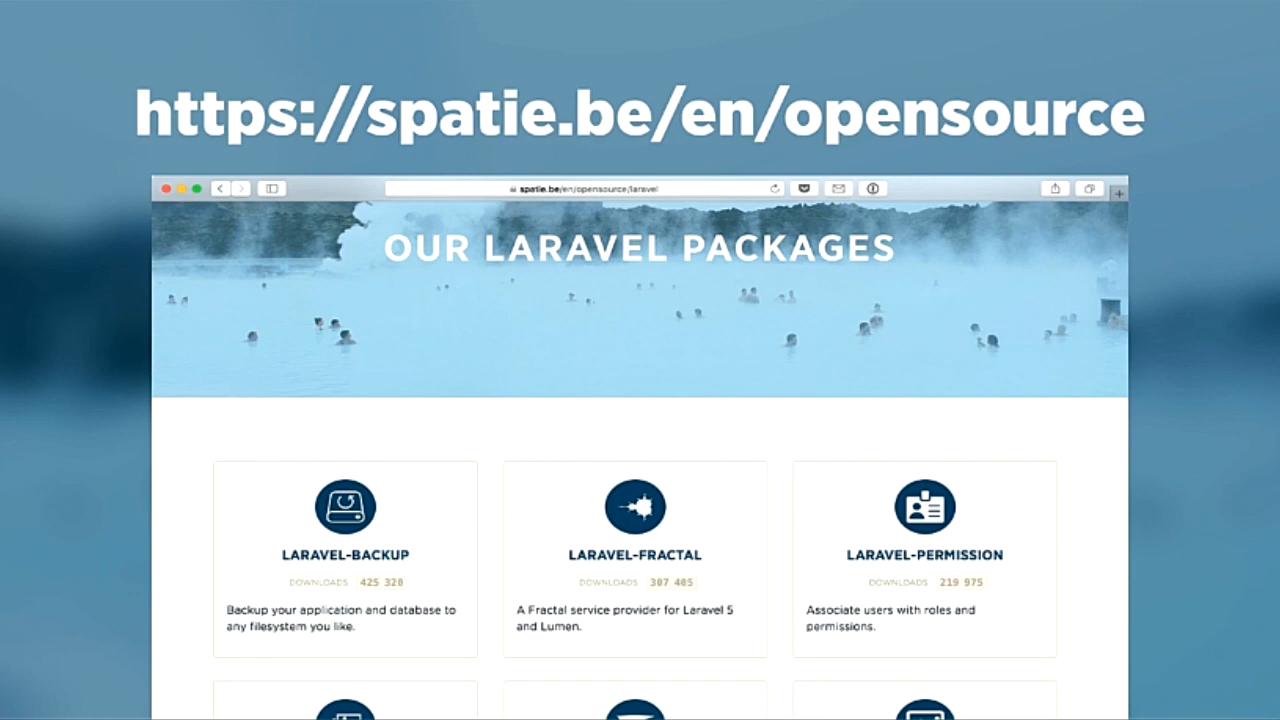 https://spatie.be/en/opensource
spatie.be/en/opensource/laravel
OUR LARAVEL PACKAGES
LARAVEL-BACKUP
DOWNLOADS 425 320
Backup your application and database to
any filesystem you like.
LARAVEL-FRACTAL
DOWNLOADS 307 405
A Fractal service provider for Laravel 5
and Lumen.
LARAVEL-PERMISSION
DOWNLOADS 219 975
Associate users with roles and
permissions.